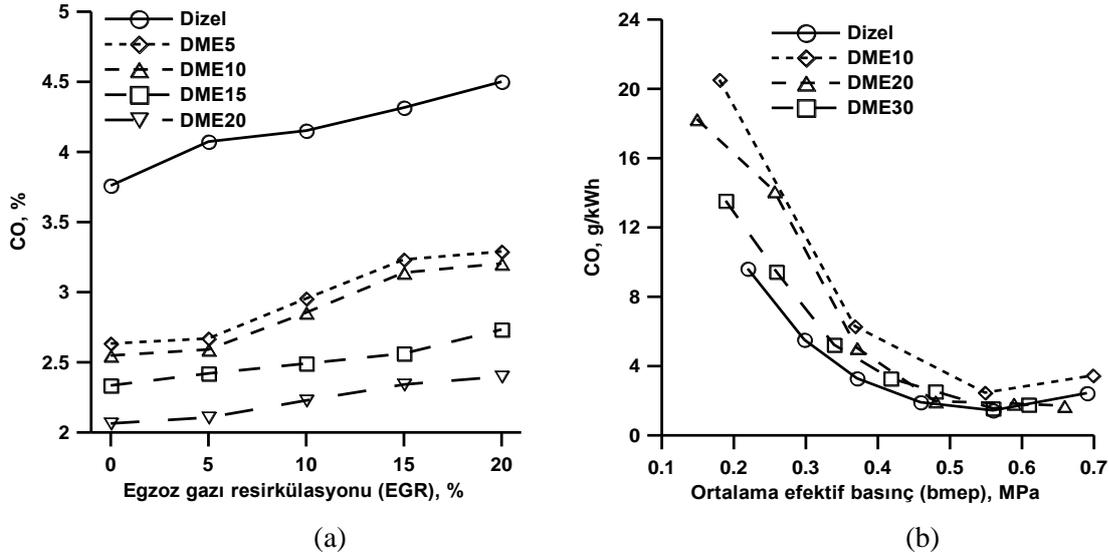 5
4.5
4
3.5
3
2.5
2
CO, %
Dizel
DME5
DME10
DME15
DME20
0 5 10 15 20
Egzoz gazı resirkülasyonu (EGR), %
(a)
24
20
16
12
8
4
0
CO, g/kWh
Dizel
DME10
DME20
DME30
0.1 0.2 0.3 0.4 0.5 0.6 0.7
Ortalama efektif basınç (bmep), MPa
(b)